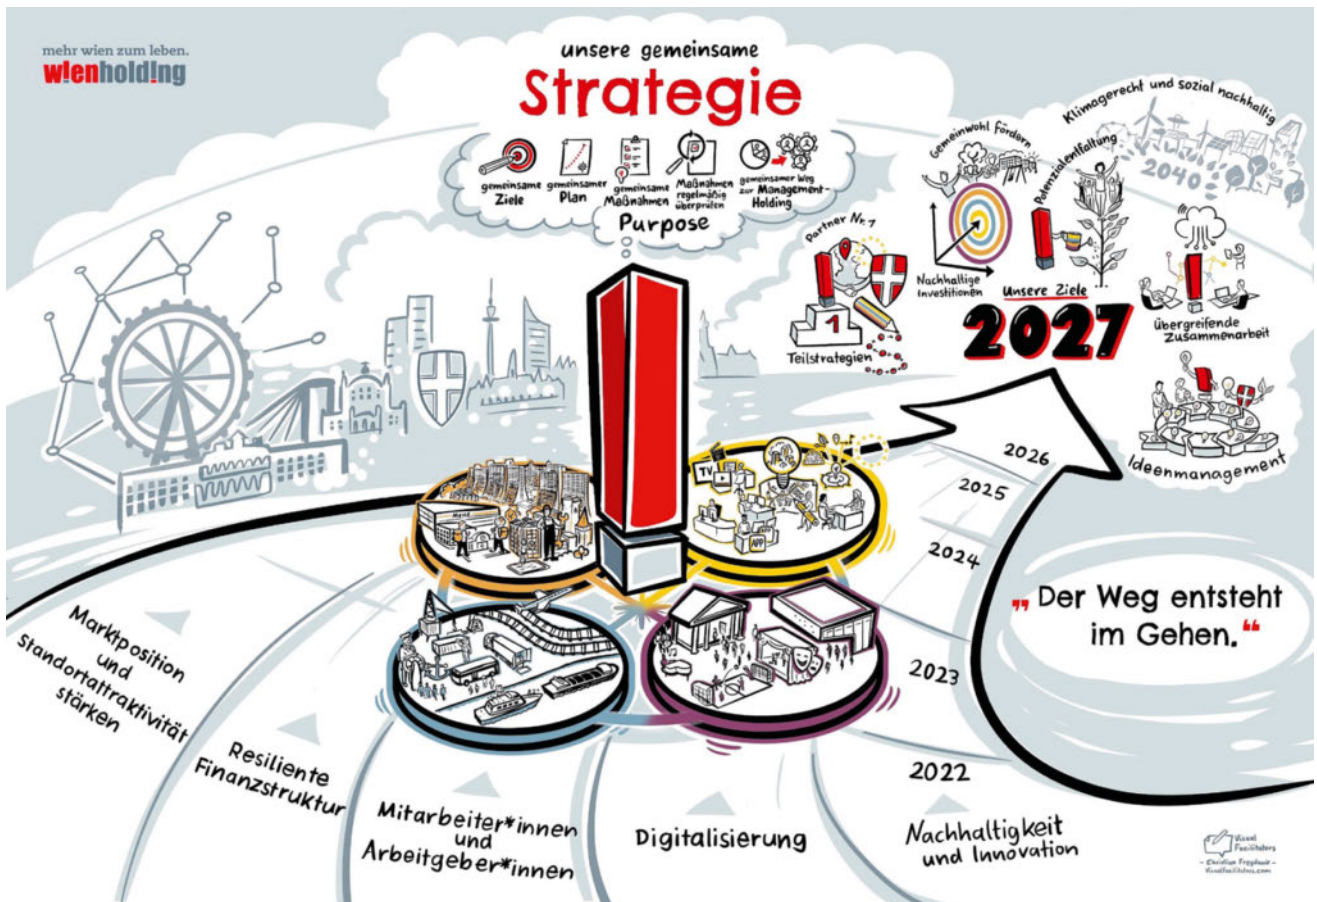 mehr wien zum leben.
wienholding
unsere gemeinsame
Strategie
gemeinsame
Ziele
gemeinsamer
Plan
gemeinsame
Maßnahmen
Maßnahmen
regelmäßig
überprüfen
gemeinsamer Weg
zur Management-
Holding
Purpose
Klimagerecht und sozial nachhaltig
2040
Gemeinwohl fördern
Nachhaltige
Investitionen
Potenzialentfaltung
Partner Nr. 1
1
Teilstrategien
unsere Ziele
2027
übergreifende
Zusammenarbeit
Ideenmanagement
TV
APP
2026
2025
2024
2023
2022
„Der Weg entsteht
im Gehen.“
Marktposition
und
Standortattraktivität
stärken
Resiliente
Finanzstruktur
Mitarbeiter*innen
und
Arbeitgeber*innen
Digitalisierung
Nachhaltigkeit
und Innovation
Visual
Facilitators